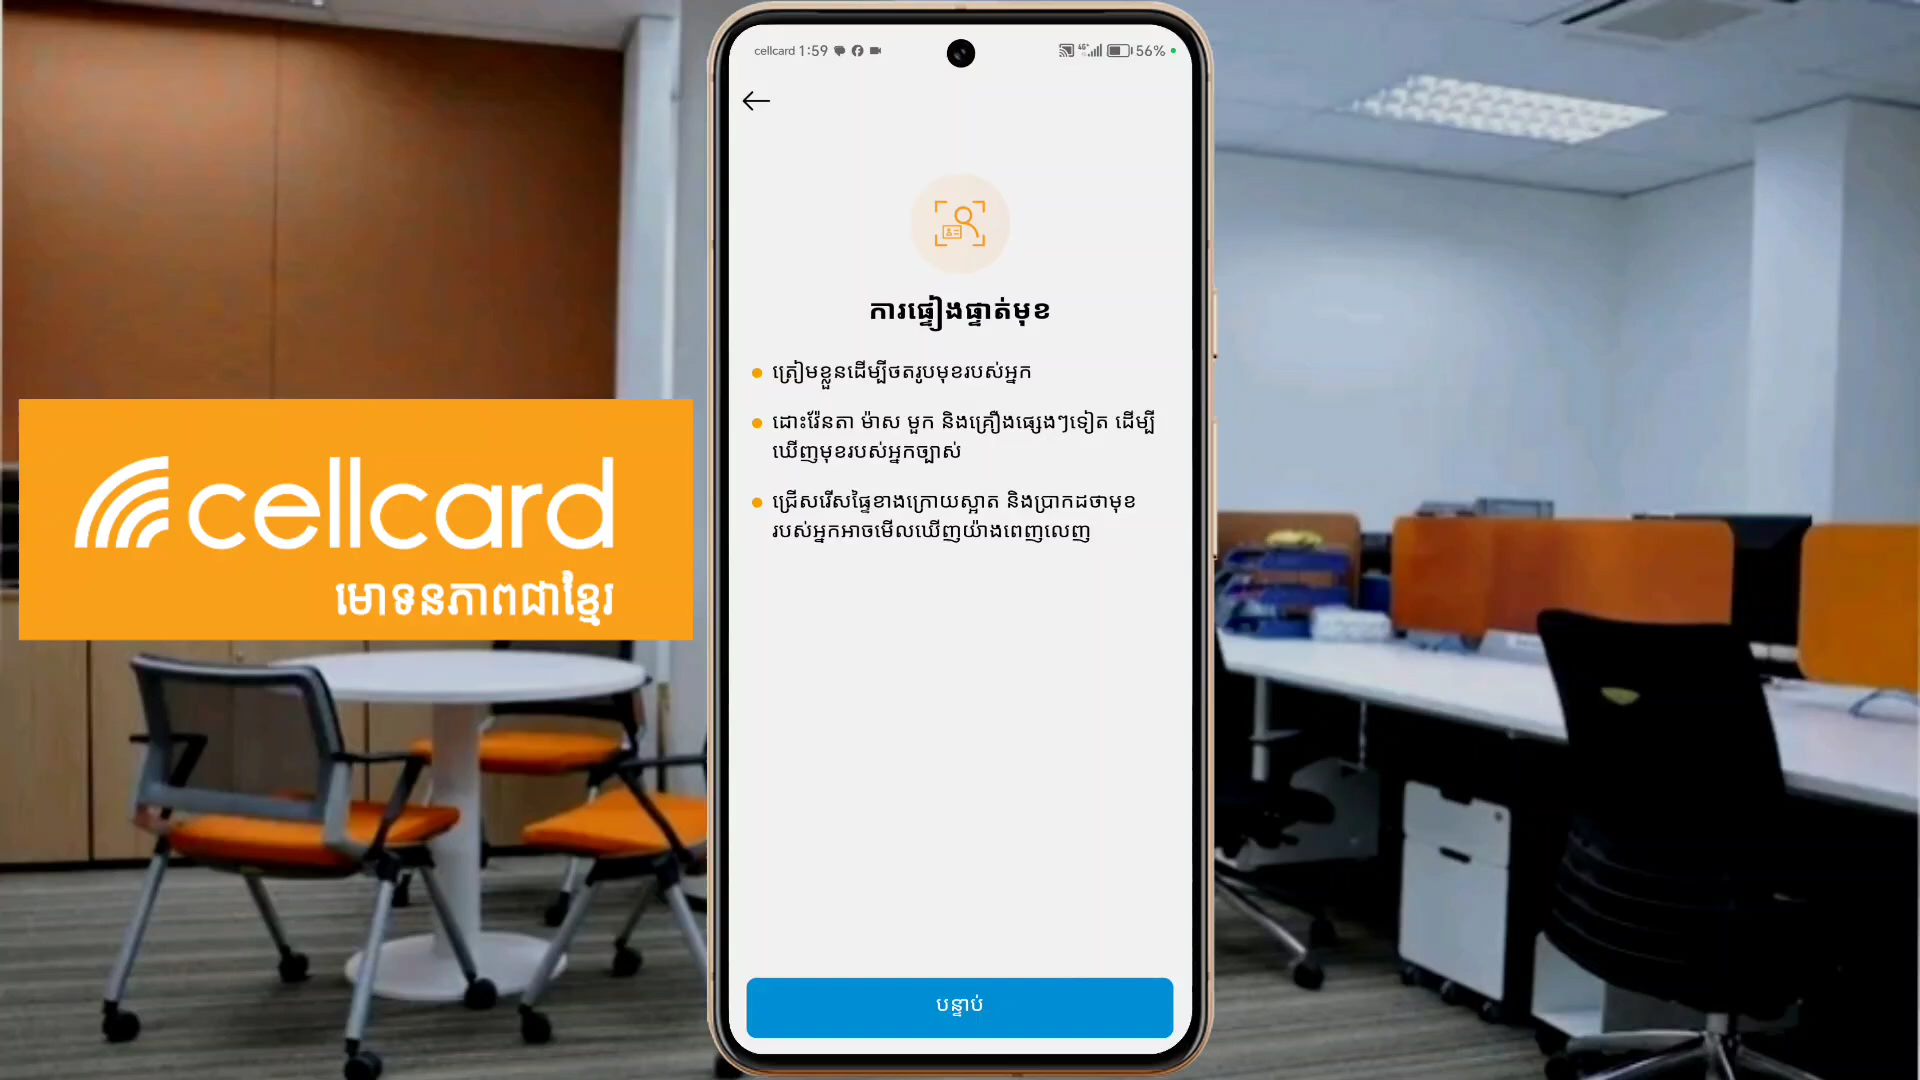 cellcard 1:59
4G+
56%
ការផ្ទៀងផ្ទាត់មុខ
ត្រៀមខ្លួនដើម្បីចតរូបមុខរបស់អ្នក
ដោះវ៉ែនតា ម៉ាស មួក និងគ្រឿងផ្សេងៗទៀត ដើម្បី
ឃើញមុខរបស់អ្នកច្បាស់
ជ្រើសរើសផ្ទៃខាងក្រោយស្អាត និងប្រាកដថាមុខ
របស់អ្នកអាចមើលឃើញយ៉ាងពេញលេញ
បន្ទាប់
cellcard
មោទនភាពជាខ្មែរ